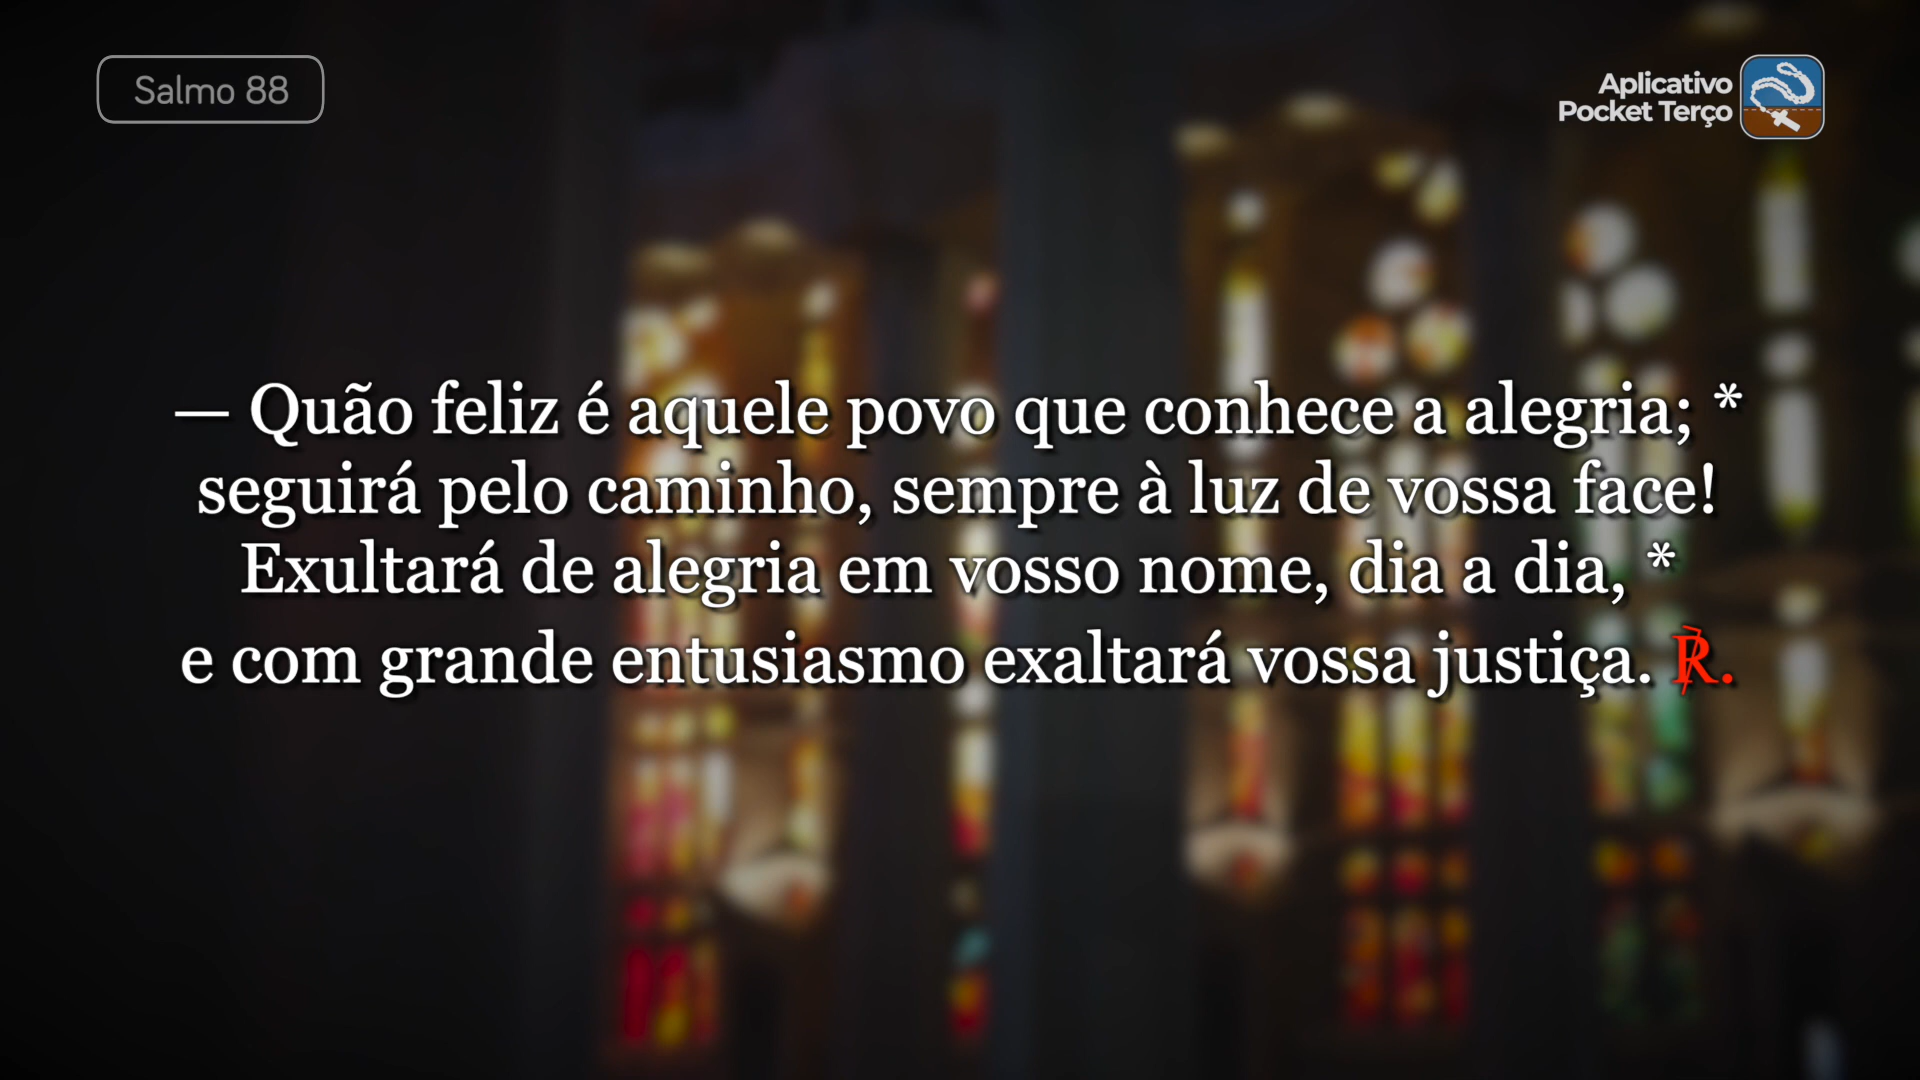 Salmo 88
Aplicativo
Pocket Terço
— Quão feliz é aquele povo que conhece a alegria; *
seguirá pelo caminho, sempre à luz de vossa face!
Exultará de alegria em vosso nome, dia a dia, *
e com grande entusiasmo exaltará vossa justiça. ℟.